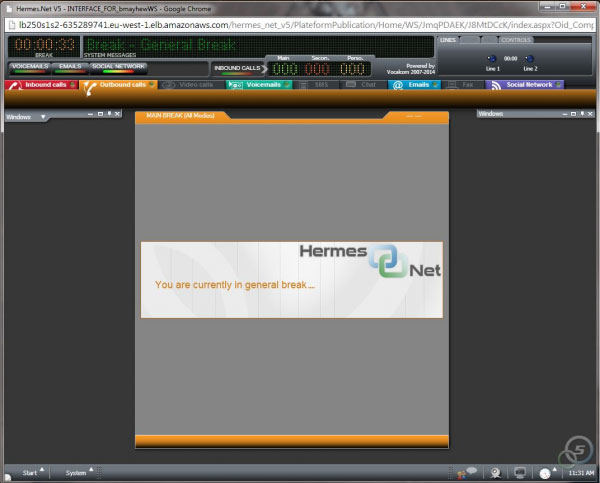 Hermes.Net V5 - INTERFACE_FOR_bmayhewWS - Google Chrome
lb250s1s2-635289741.eu-west-1.elb.amazonaws.com/hermes_net_v5/PlateformPublication/Home/WS/JmqPDAEK/J8MtDCcK/index.aspx?Oid_Comp
00:00:33 Break - General Break
BREAK SYSTEM MESSAGES
LINES CONTROLS
00:00
Line 1 Line 2
VOICEMAILS EMAILS SOCIAL NETWORK
INBOUND CALLS
Main Secon. Perso.
000 000 000
Powered by
Vocalcom 2007-2014
Inbound calls Outbound calls Video calls Voicemails SMS Chat Emails Fax Social Network
Windows
MAIN BREAK (All Medias)
Windows
Hermes
Net
You are currently in general break...
5
Start System 11:31 AM